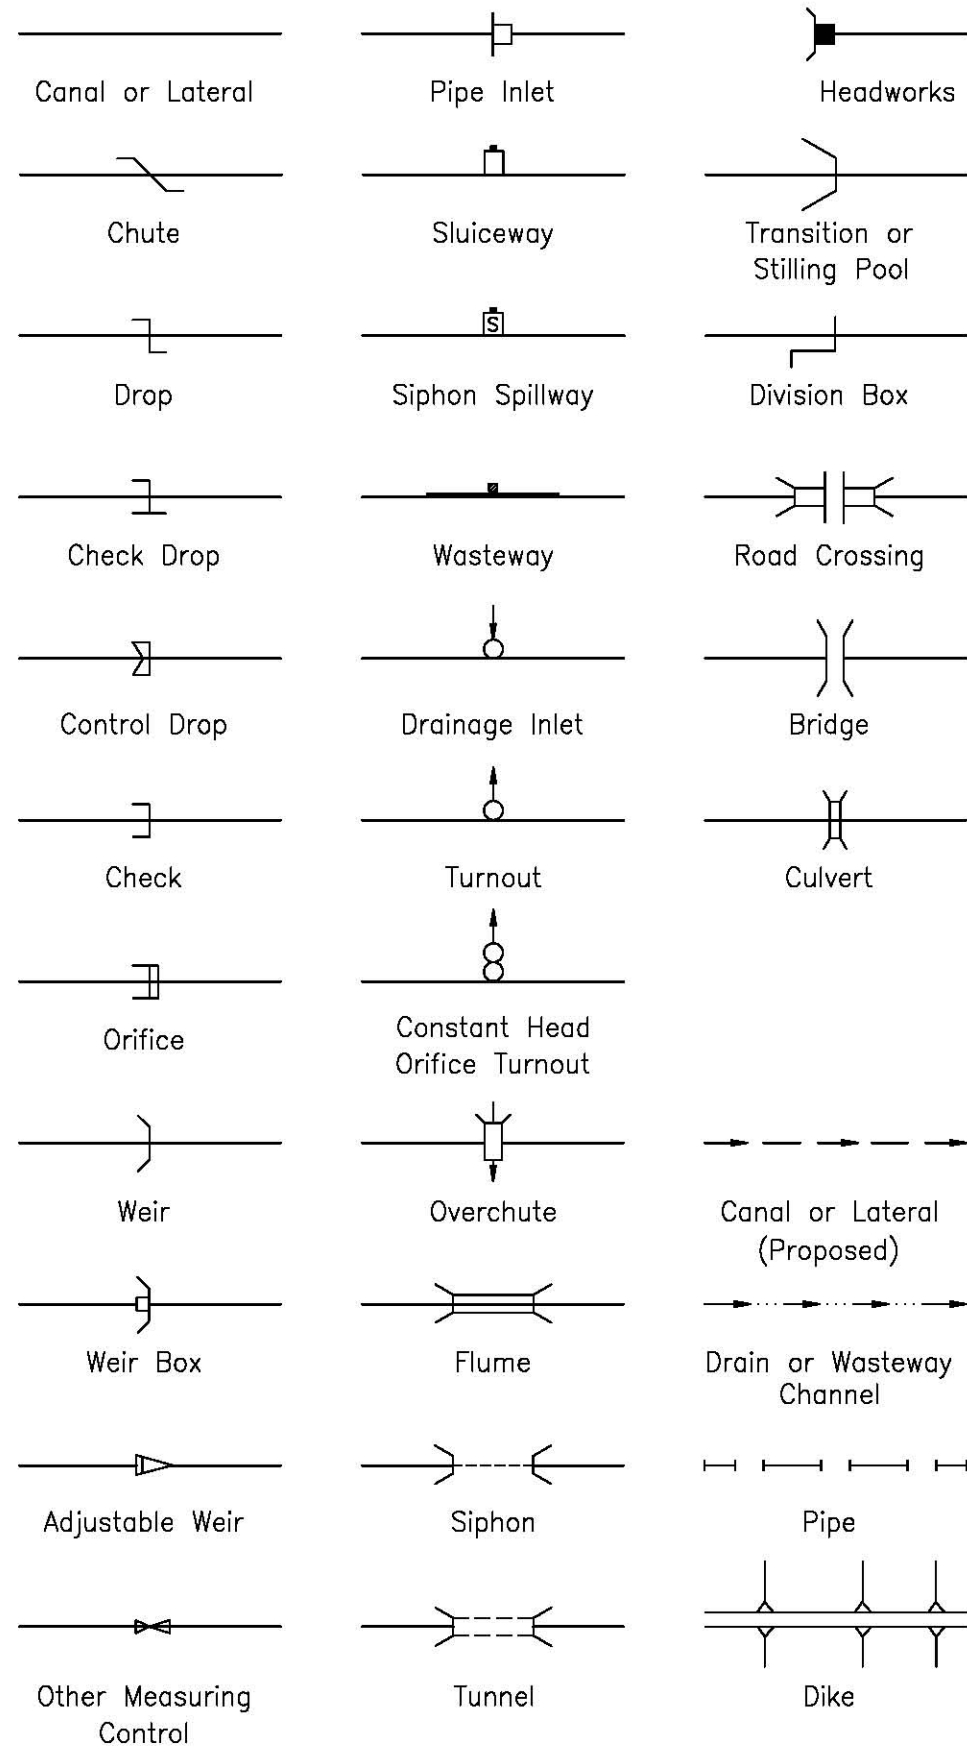 Canal or Lateral
Pipe Inlet
Headworks
Chute
Sluiceway
Transition or
Stilling Pool
S
Drop
Siphon Spillway
Division Box
Check Drop
Wasteway
Road Crossing
Control Drop
Drainage Inlet
Bridge
Check
Turnout
Culvert
Orifice
Constant Head
Orifice Turnout
Weir
Overchute
Canal or Lateral
(Proposed)
Weir Box
Flume
Drain or Wasteway
Channel
Adjustable Weir
Siphon
Pipe
Other Measuring
Control
Tunnel
Dike